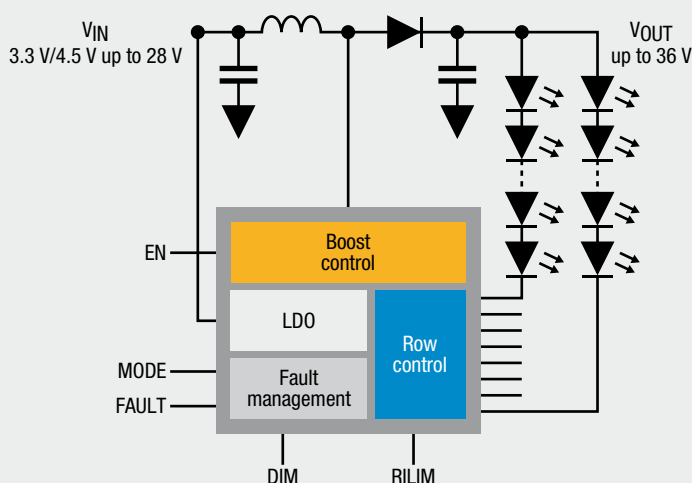 VIN
3.3 V/4.5 V up to 28 V
VOUT
up to 36 V
EN
Boost
control
LDO
Row
control
MODE
Fault
management
FAULT
DIM
RILIM